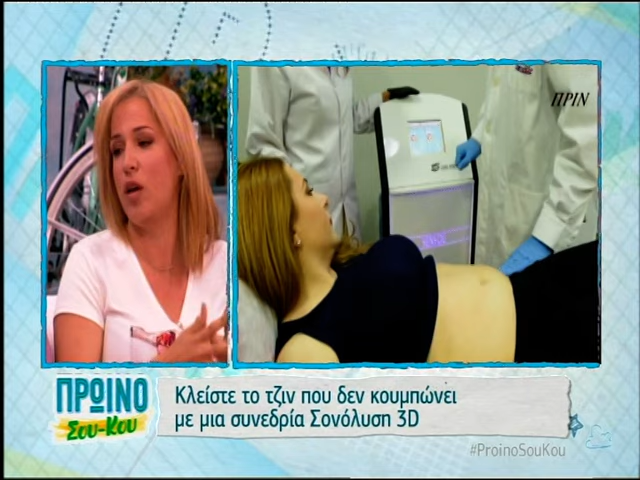 ΠΡΙΝ
ΠΡΩΙΝΟ
Σου-Κου
Κλείστε το τζιν που δεν κουμπώνει
με μια συνεδρία Σονόλυση 3D
#ProinoSouKou